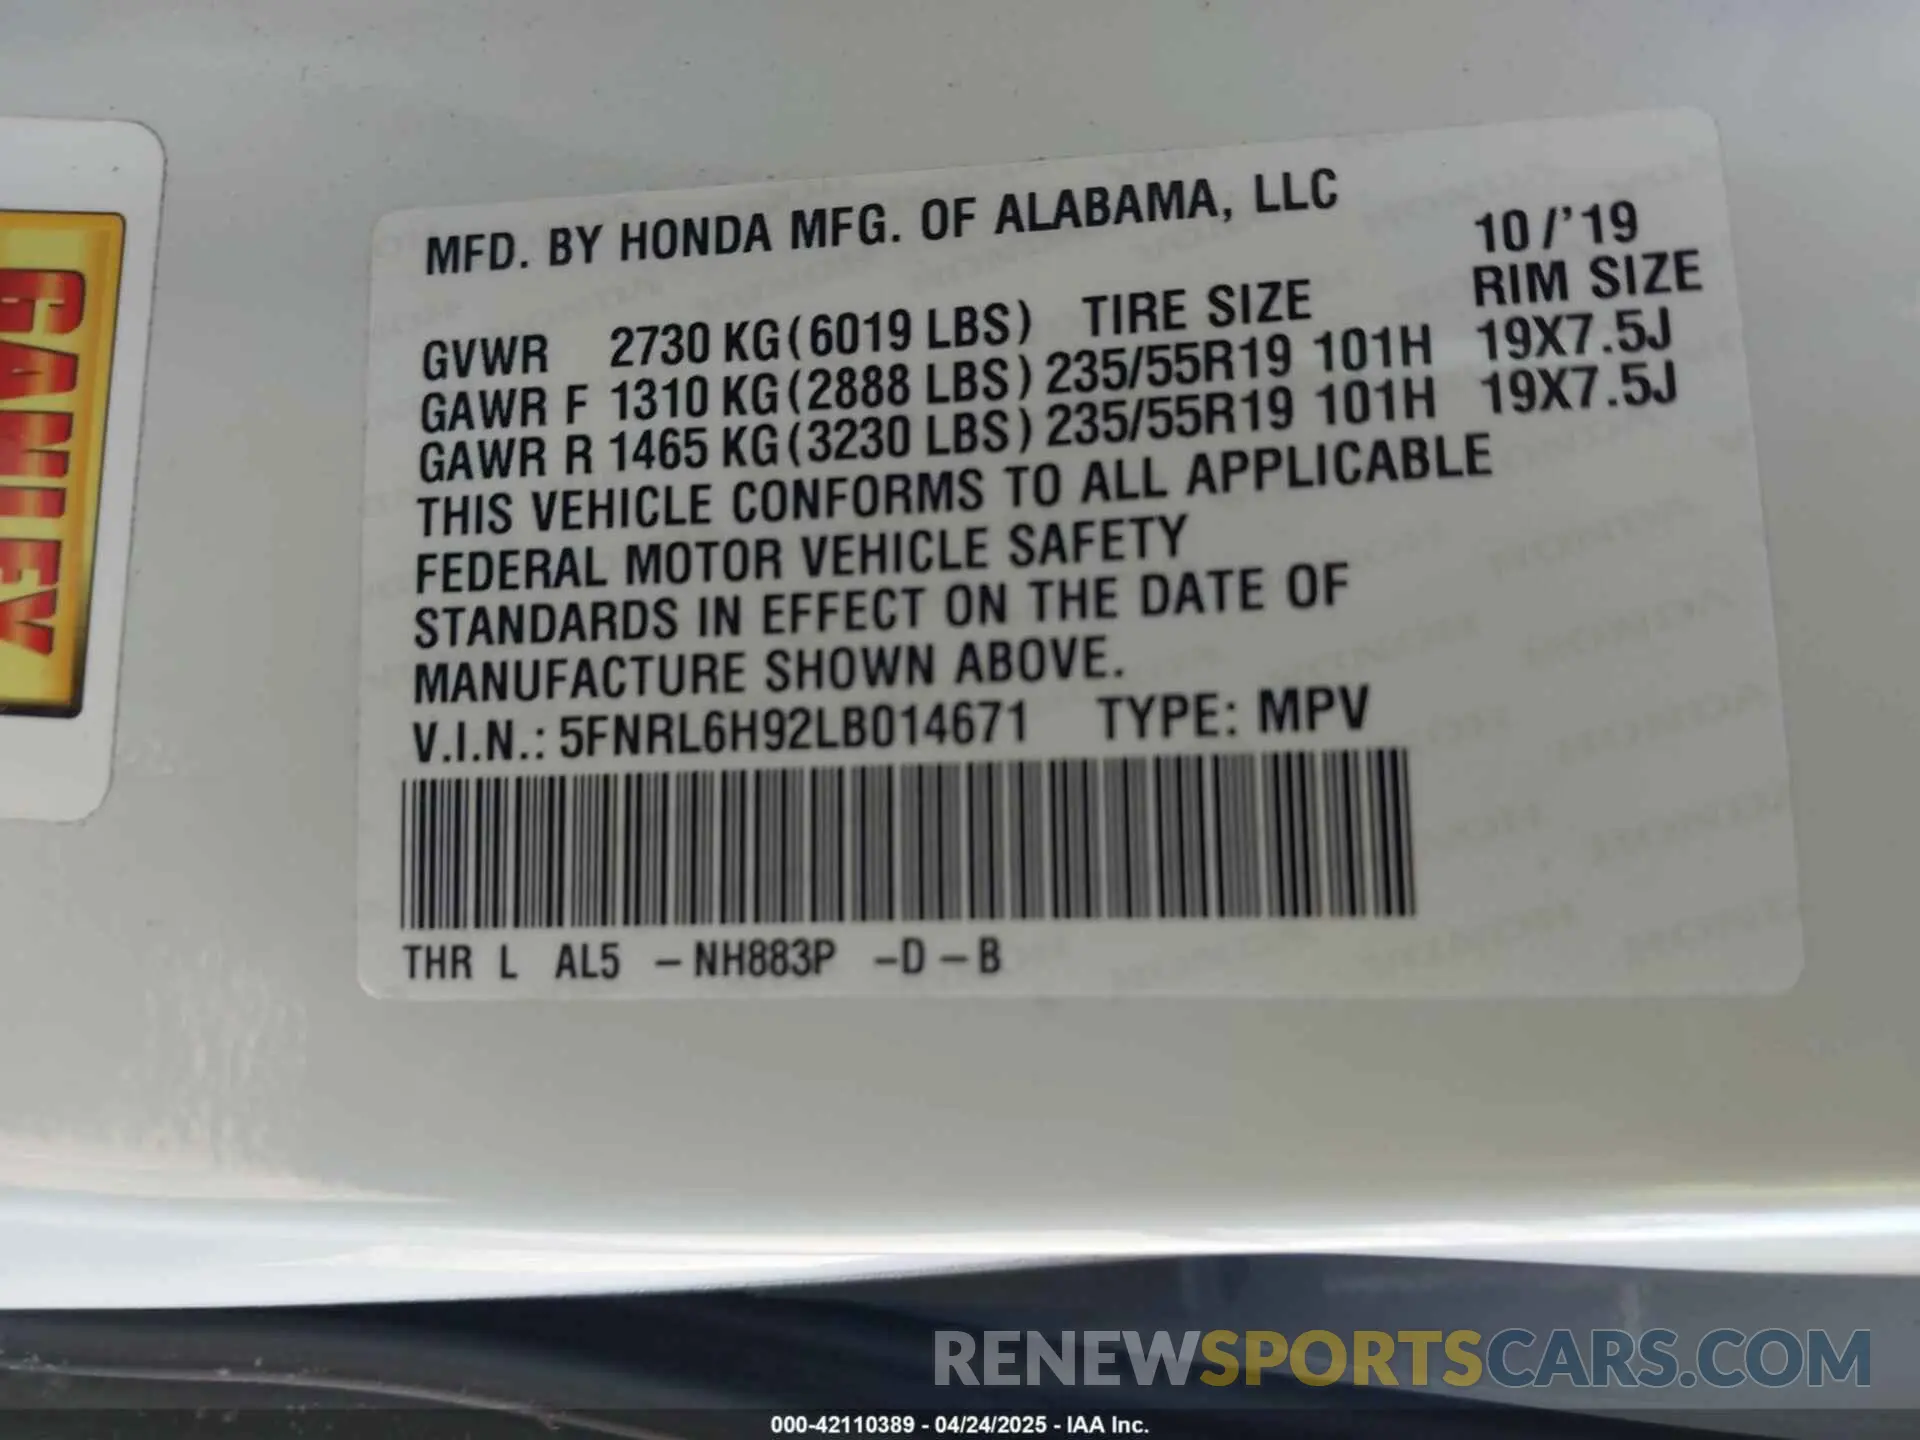 MFD. BY HONDA MFG. OF ALABAMA, LLC 10/'19
GVWR 2730 KG (6019 LBS) TIRE SIZE RIM SIZE
GAWR F 1310 KG (2888 LBS) 235/55R19 101H 19X7.5J
GAWR R 1465 KG (3230 LBS) 235/55R19 101H 19X7.5J
THIS VEHICLE CONFORMS TO ALL APPLICABLE
FEDERAL MOTOR VEHICLE SAFETY
STANDARDS IN EFFECT ON THE DATE OF
MANUFACTURE SHOWN ABOVE.
V.I.N.: 5FNRL6H92LB014671 TYPE: MPV
THR L AL5 -NH883P -D-B
GANLEY
RENEWSPORTSCARS.COM
000-42110389 - 04/24/2025 - IAA Inc.